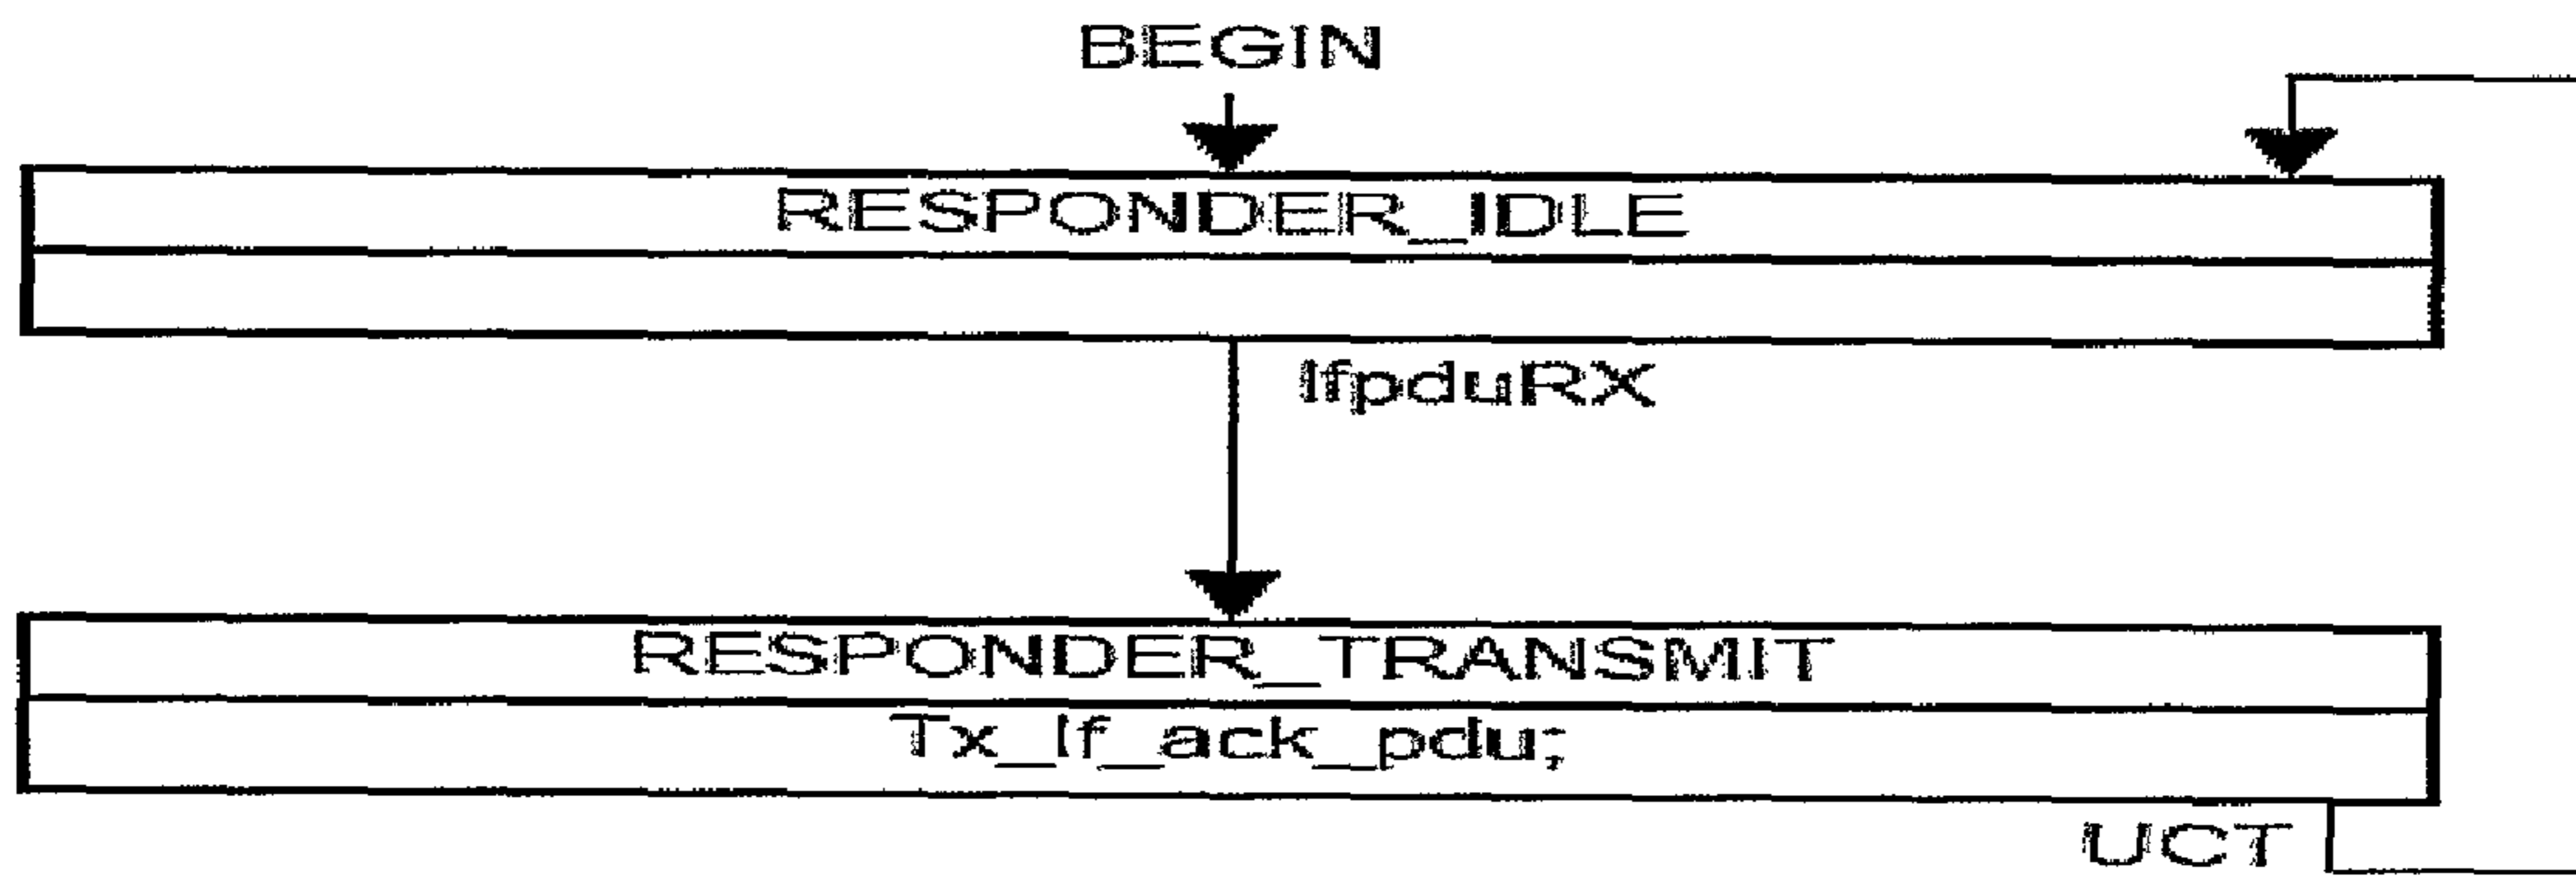 BEGIN
RESPONDER_IDLE
lfpduRX
RESPONDER_TRANSMIT
Tx_lf_ack_pdu;
UCT